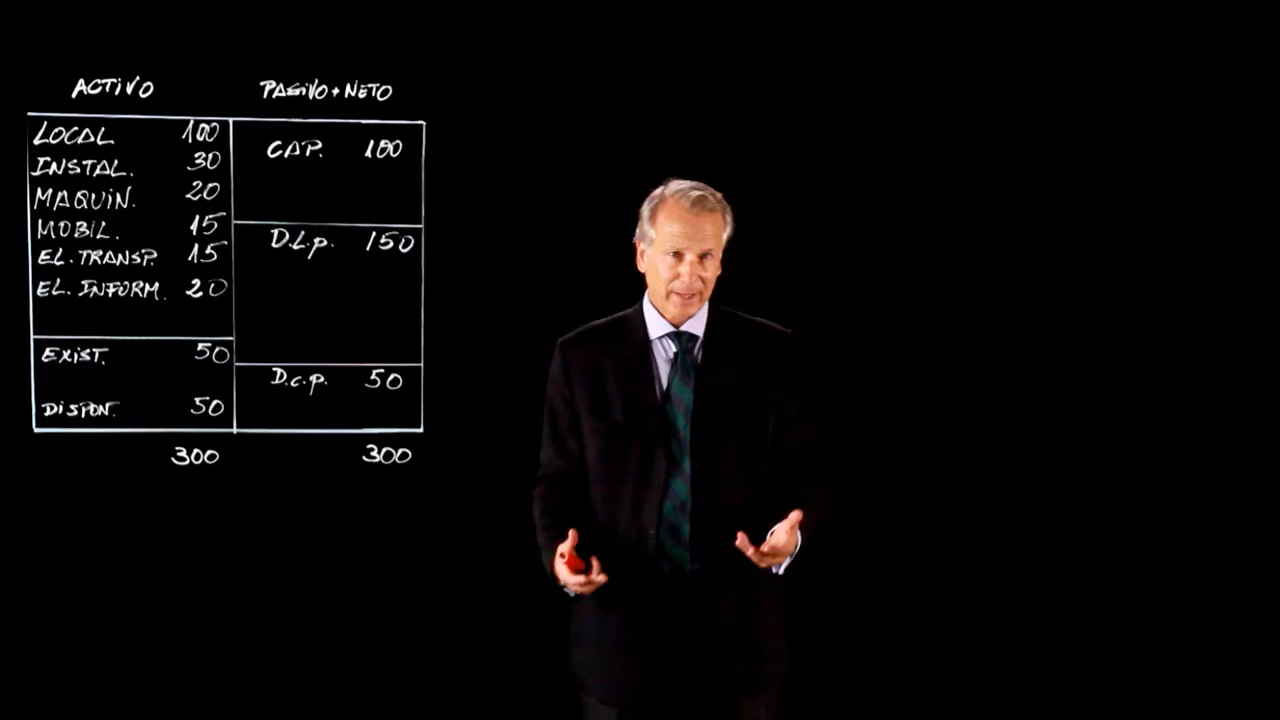 ACTIVO
LOCAL 100
INSTAL. 30
MAQUIN. 20
MOBIL. 15
EL. TRANSP. 15
EL. INFORM. 20
EXIST. 50
DISPON. 50
300
PASIVO + NETO
CAP. 100
D.L.p. 150
D.c.p. 50
300